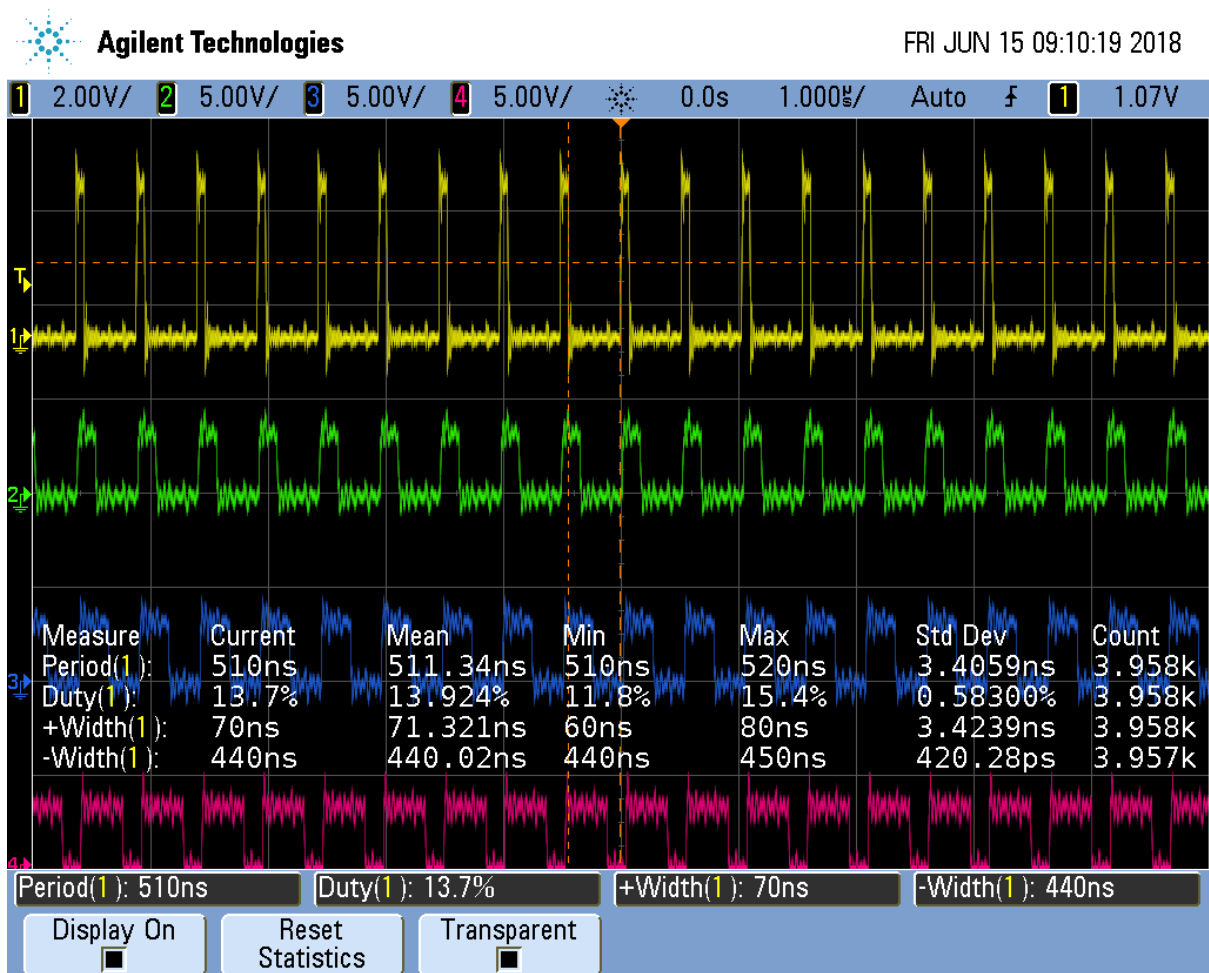 Agilent Technologies FRI JUN 15 09:10:19 2018
1 2.00V/ 2 5.00V/ 3 5.00V/ 4 5.00V/ 0.0s 1.000µs/ Auto 1 1.07V
T
1
2
3
4
Measure Current Mean Min Max Std Dev Count
Period(1): 510ns 511.34ns 510ns 520ns 3.4059ns 3.958k
Duty(1): 13.7% 13.924% 11.8% 15.4% 0.58300% 3.958k
+Width(1): 70ns 71.321ns 60ns 80ns 3.4239ns 3.958k
-Width(1): 440ns 440.02ns 440ns 450ns 420.28ps 3.957k
Period(1): 510ns Duty(1): 13.7% +Width(1): 70ns -Width(1): 440ns
Display On Reset Statistics Transparent